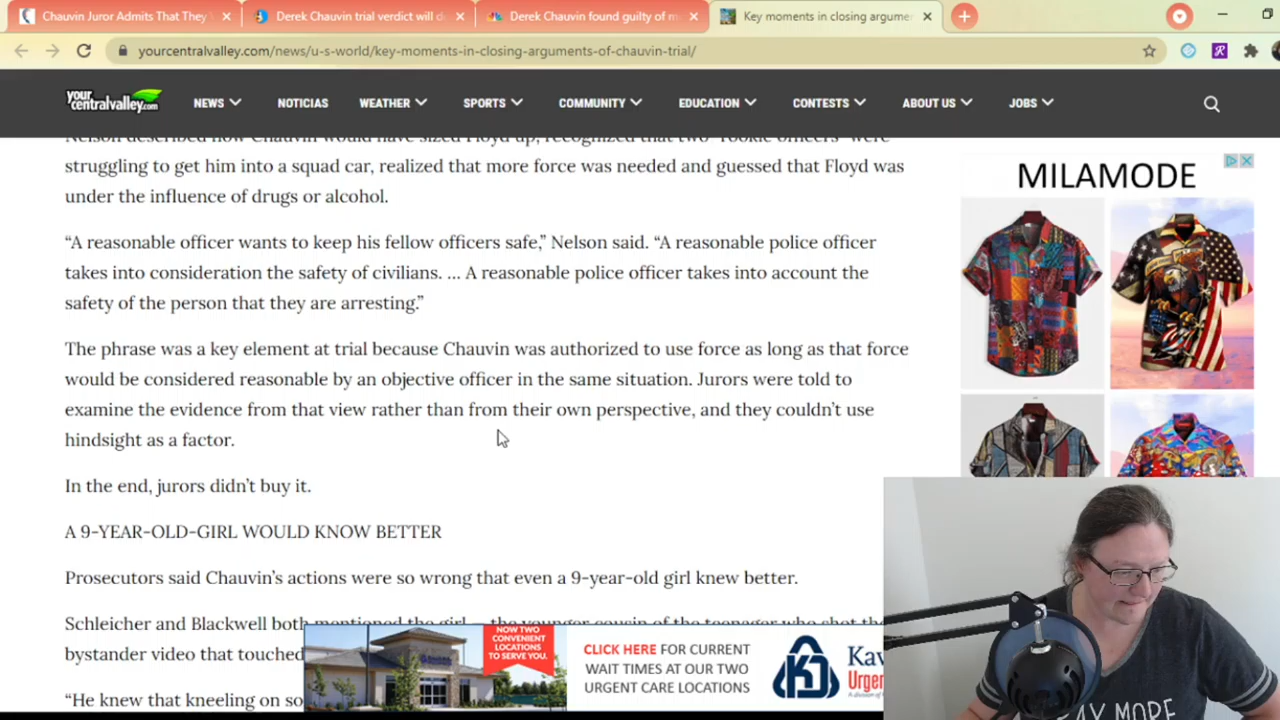 Chauvin Juror Admits That They
Derek Chauvin trial verdict will d
Derek Chauvin found guilty of m
Key moments in closing argume
yourcentralvalley.com/news/u-s-world/key-moments-in-closing-arguments-of-chauvin-trial/
your
centralvalley.com
NEWS
NOTICIAS
WEATHER
SPORTS
COMMUNITY
EDUCATION
CONTESTS
ABOUT US
JOBS
Nelson described how Chauvin would have sized Floyd up, recognized that two “rookie officers” were
struggling to get him into a squad car, realized that more force was needed and guessed that Floyd was
under the influence of drugs or alcohol.
“A reasonable officer wants to keep his fellow officers safe,” Nelson said. “A reasonable police officer
takes into consideration the safety of civilians. … A reasonable police officer takes into account the
safety of the person that they are arresting.”
The phrase was a key element at trial because Chauvin was authorized to use force as long as that force
would be considered reasonable by an objective officer in the same situation. Jurors were told to
examine the evidence from that view rather than from their own perspective, and they couldn’t use
hindsight as a factor.
In the end, jurors didn’t buy it.
A 9-YEAR-OLD-GIRL WOULD KNOW BETTER
Prosecutors said Chauvin’s actions were so wrong that even a 9-year-old girl knew better.
Schleicher and Blackwell both mentioned the girl — the younger cousin of the teenager who shot the
bystander video that touched
“He knew that kneeling on so
MILAMODE
NOW TWO
CONVENIENT
LOCATIONS
TO SERVE YOU.
CLICK HERE FOR CURRENT
WAIT TIMES AT OUR TWO
URGENT CARE LOCATIONS
Kav
Urgen
A division of
MORE